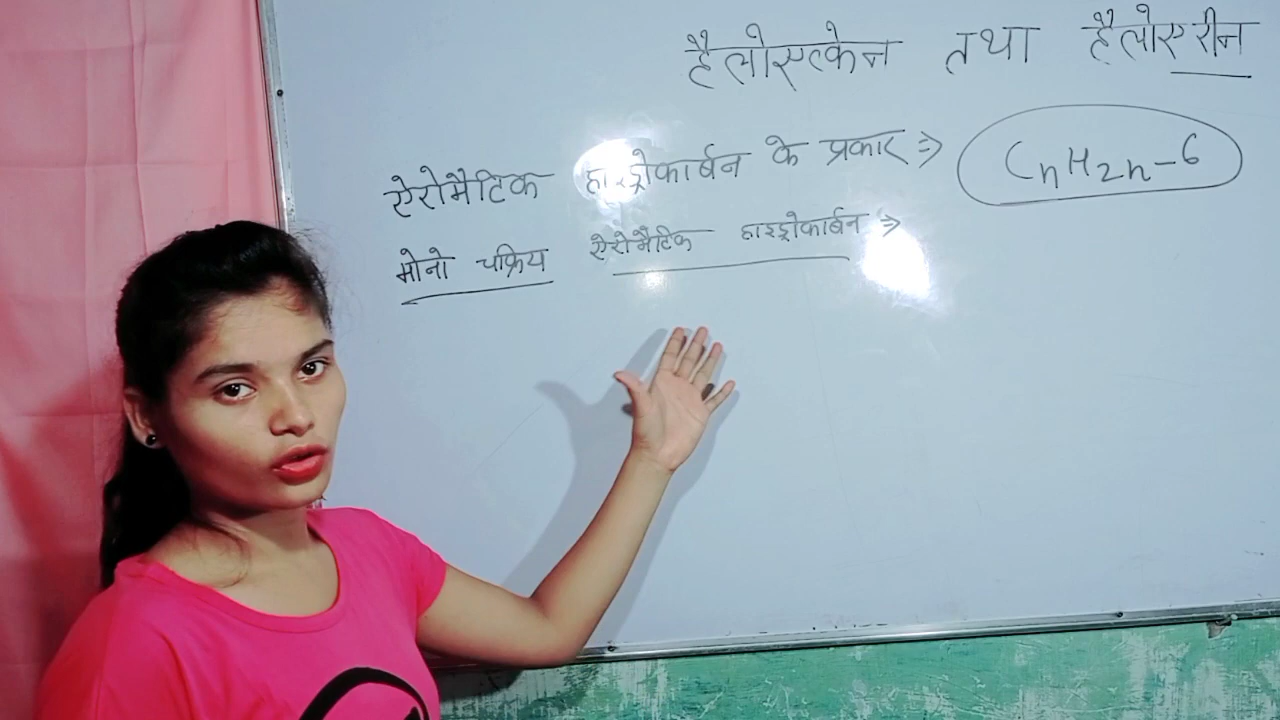 हैलोएल्केन तथा हैलोएरीन
ऐरोमैटिक हाइड्रोकार्बन के प्रकार ⇒ CnH2n-6
मोनो चक्रिय ऐरोमैटिक हाइड्रोकार्बन ⇒